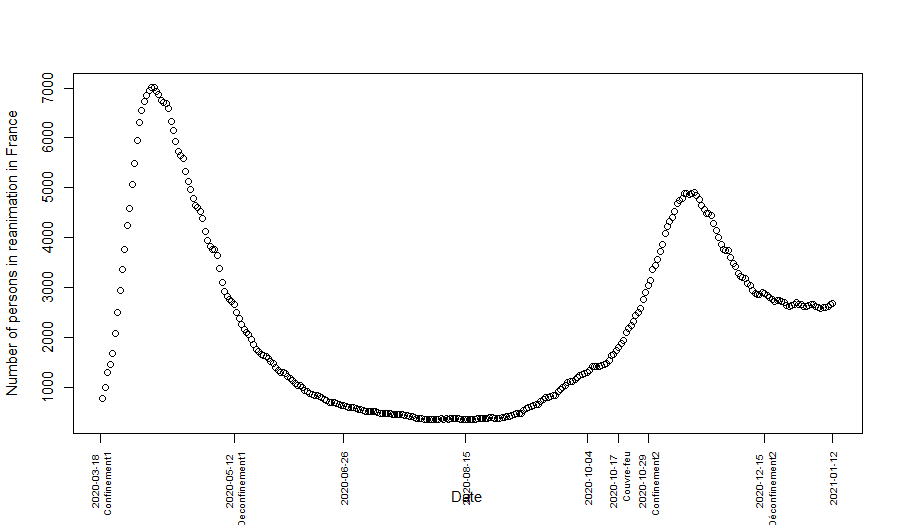 Number of persons in reanimation in France
7000
6000
5000
4000
3000
2000
1000
2020-03-18
Confinement1
2020-05-12
Deconfinement1
2020-06-26
2020-08-15
2020-10-04
2020-10-17
Couvre-feu
2020-10-29
Confinement2
2020-12-15
Déconfinement2
2021-01-12
Date